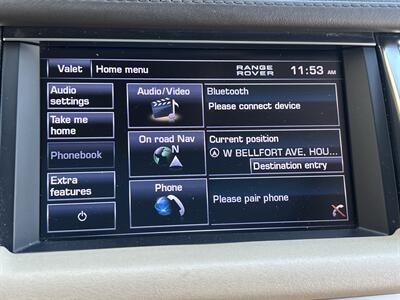 Valet Home menu RANGE ROVER 11:53 AM
Audio settings
Take me home
Phonebook
Extra features
Audio/Video
Bluetooth
Please connect device
On road Nav
N
Current position
W BELLFORT AVE, HOU...
Destination entry
Phone
Please pair phone